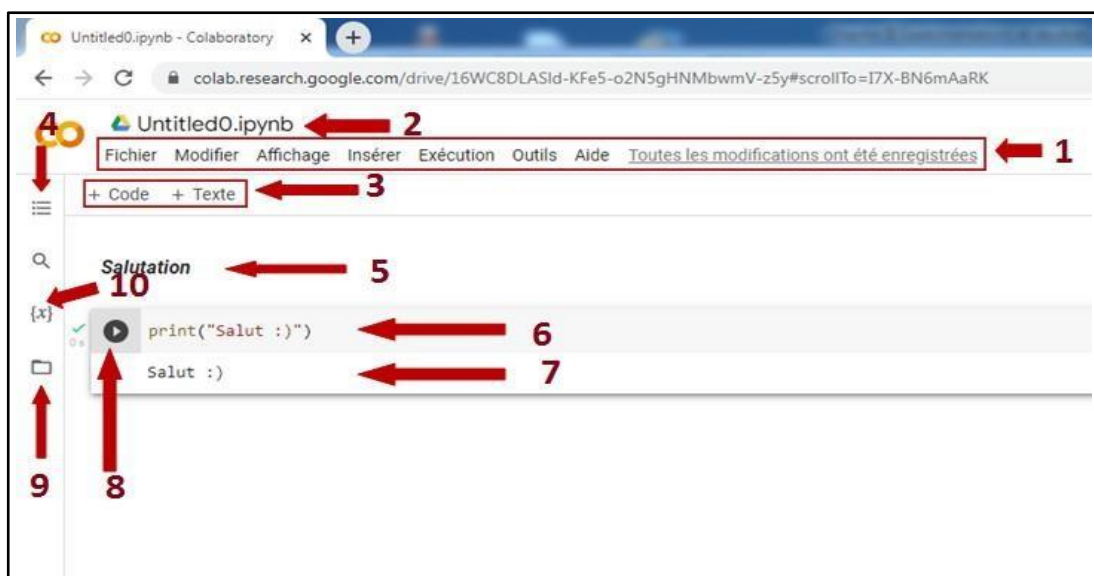 Untitled0.ipynb - Colaboratory
colab.research.google.com/drive/16WC8DLASld-KFe5-o2N5gHNMbwmV-z5y#scrollTo=I7X-BN6mAaRK
4 Untitled0.ipynb 2
Fichier Modifier Affichage Insérer Exécution Outils Aide Toutes les modifications ont été enregistrées 1
+ Code + Texte 3
Salutation 5
10
{x}
print("Salut :)") 6
0 s
Salut :) 7
9 8